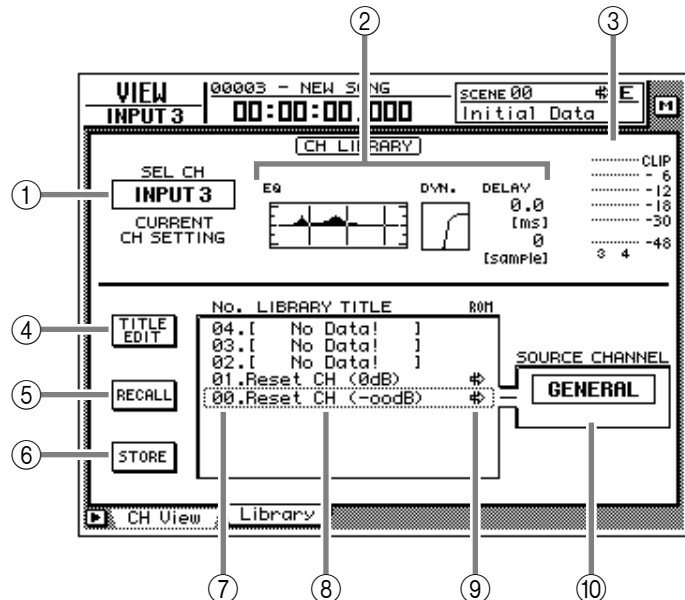 ② ③
VIEW
INPUT 3
00003 - NEW SONG
00:00:00.000
SCENE 00 E
Initial Data
M
CH LIBRARY
① SEL CH
INPUT 3
CURRENT
CH SETTING
EQ
DYN.
DELAY
0.0
[ms]
0
[sample]
CLIP
- 6
-12
-18
-30
-48
3 4
No. LIBRARY TITLE ROM
04.[ No Data! ]
03.[ No Data! ]
02.[ No Data! ]
01.Reset CH (0dB)
00.Reset CH (-oodB)
④ TITLE
EDIT
⑤ RECALL
⑥ STORE
SOURCE CHANNEL
GENERAL
CH View Library
⑦ ⑧ ⑨ ⑩